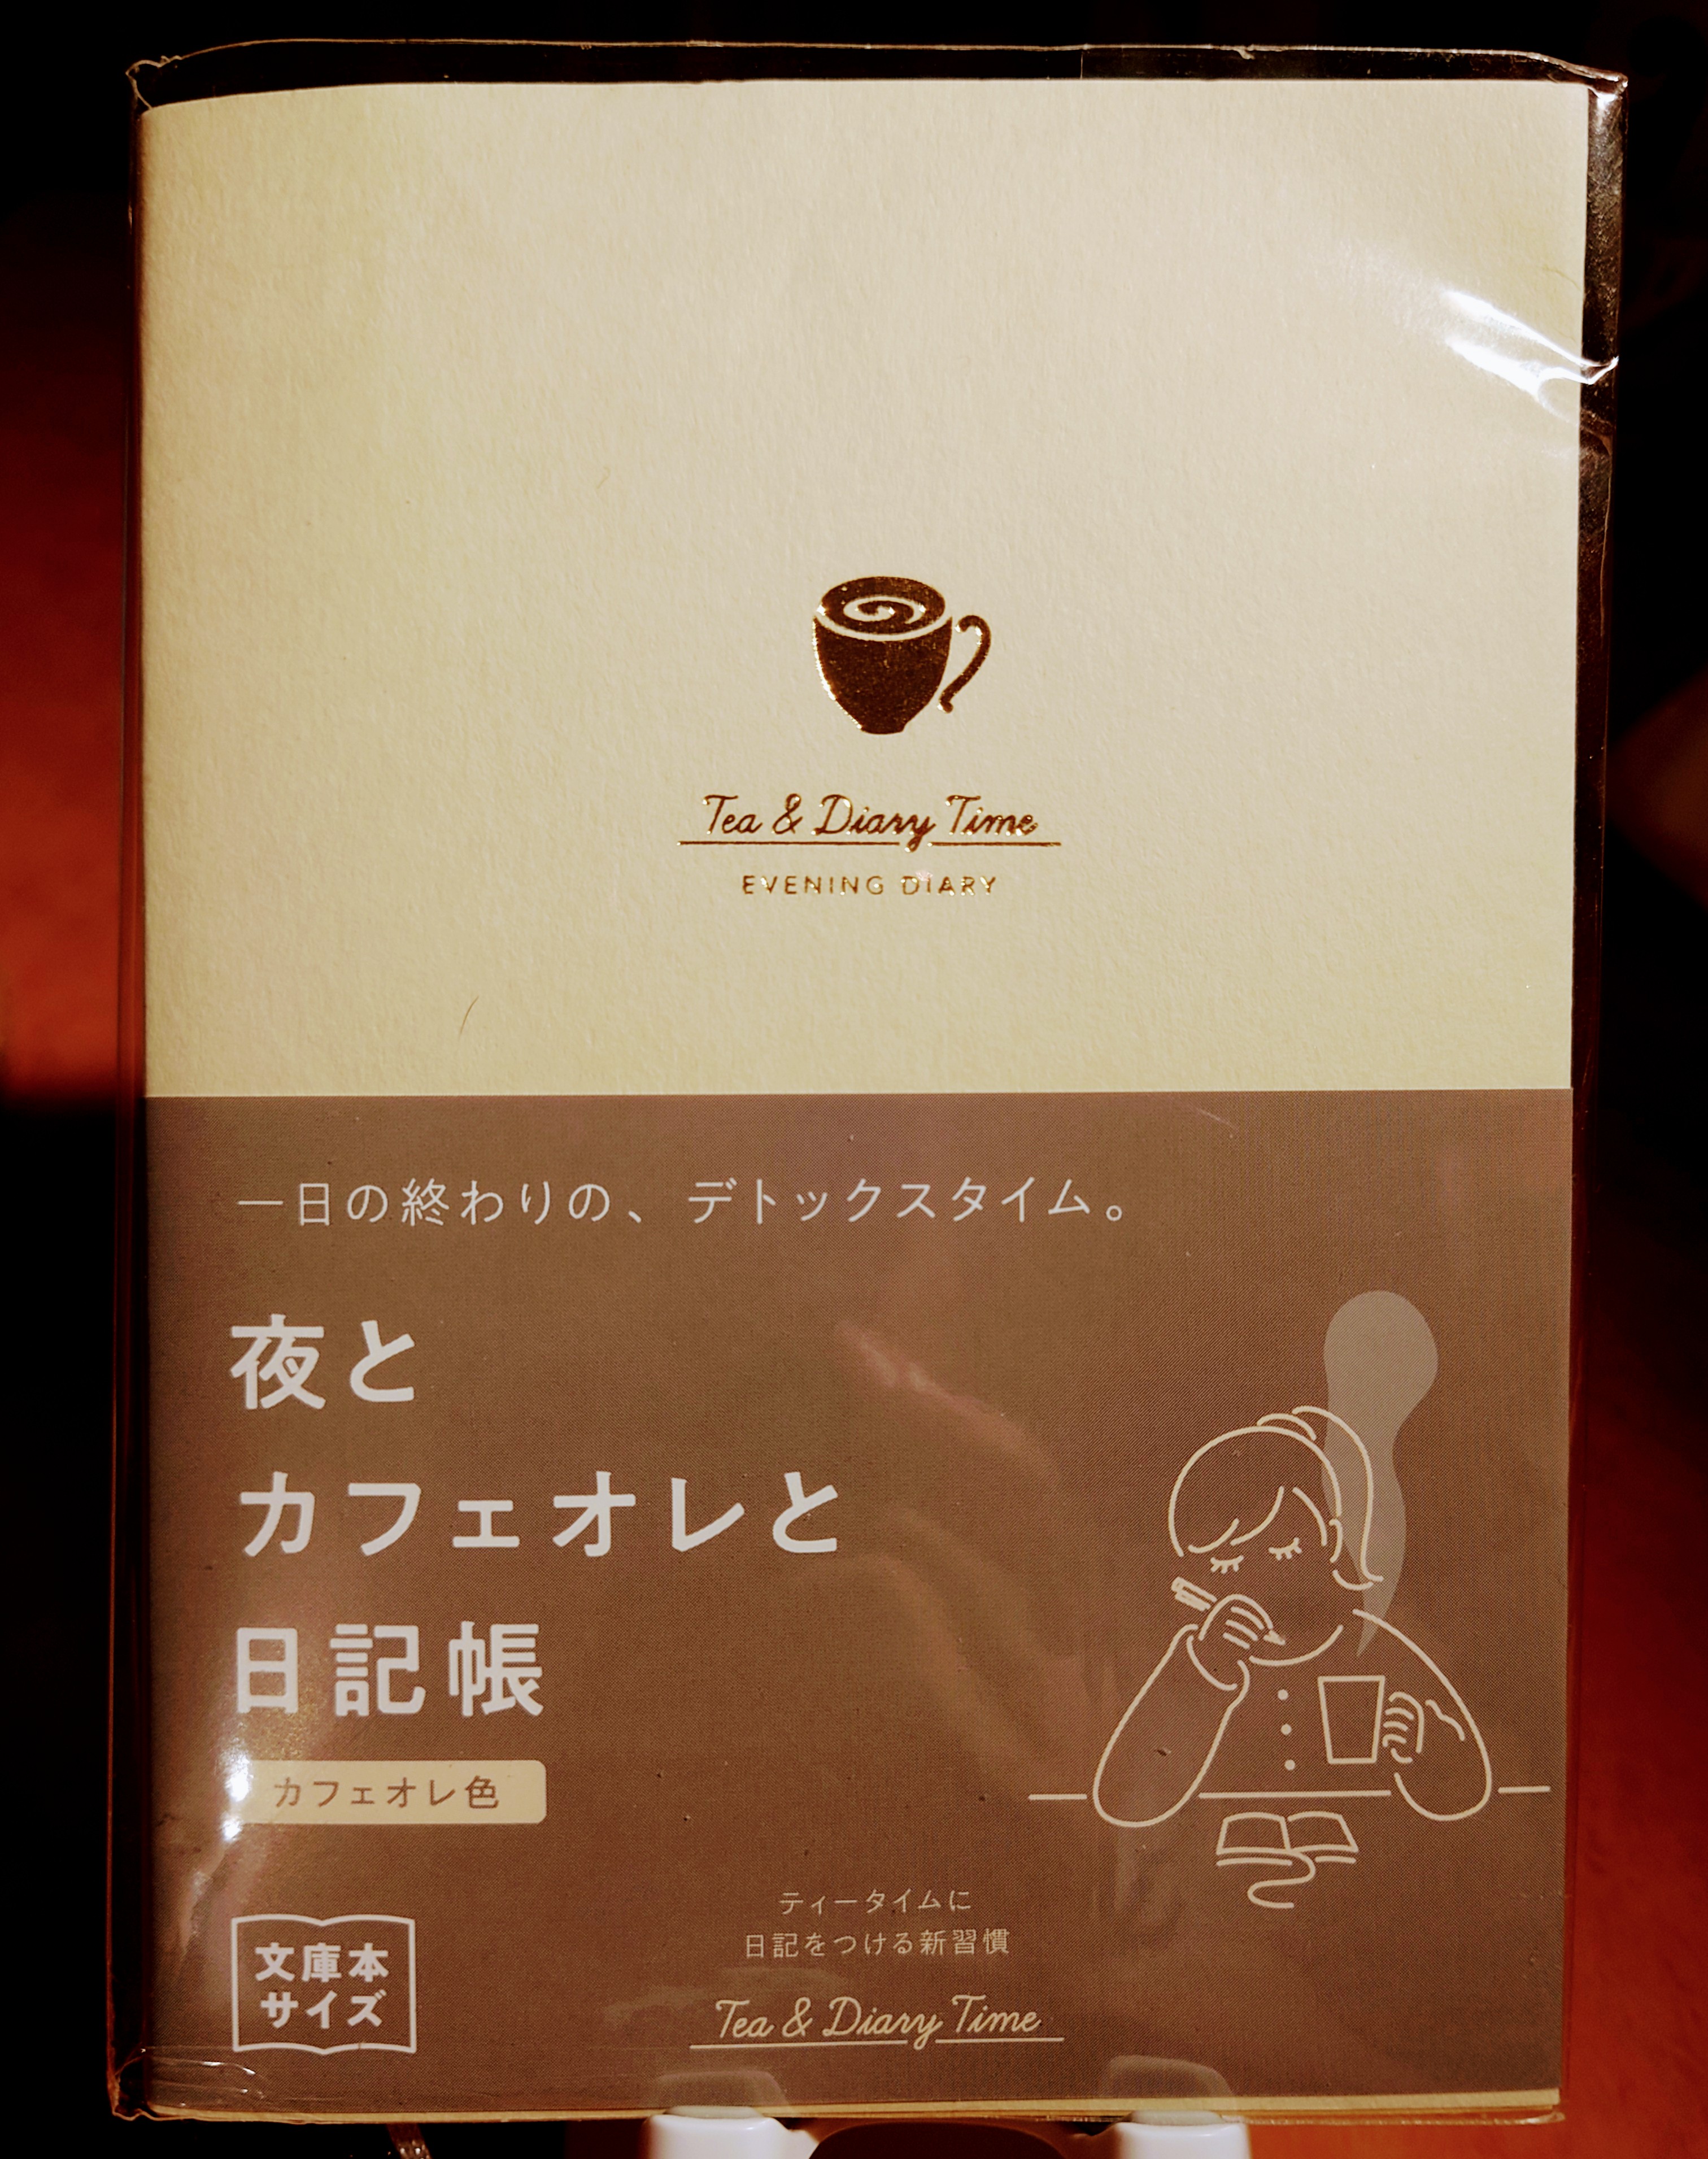 Tea & Diary Time
EVENING DIARY
一日の終わりの、デトックスタイム。
夜と
カフェオレと
日記帳
カフェオレ色
文庫本
サイズ
ティータイムに
日記をつける新習慣
Tea & Diary Time